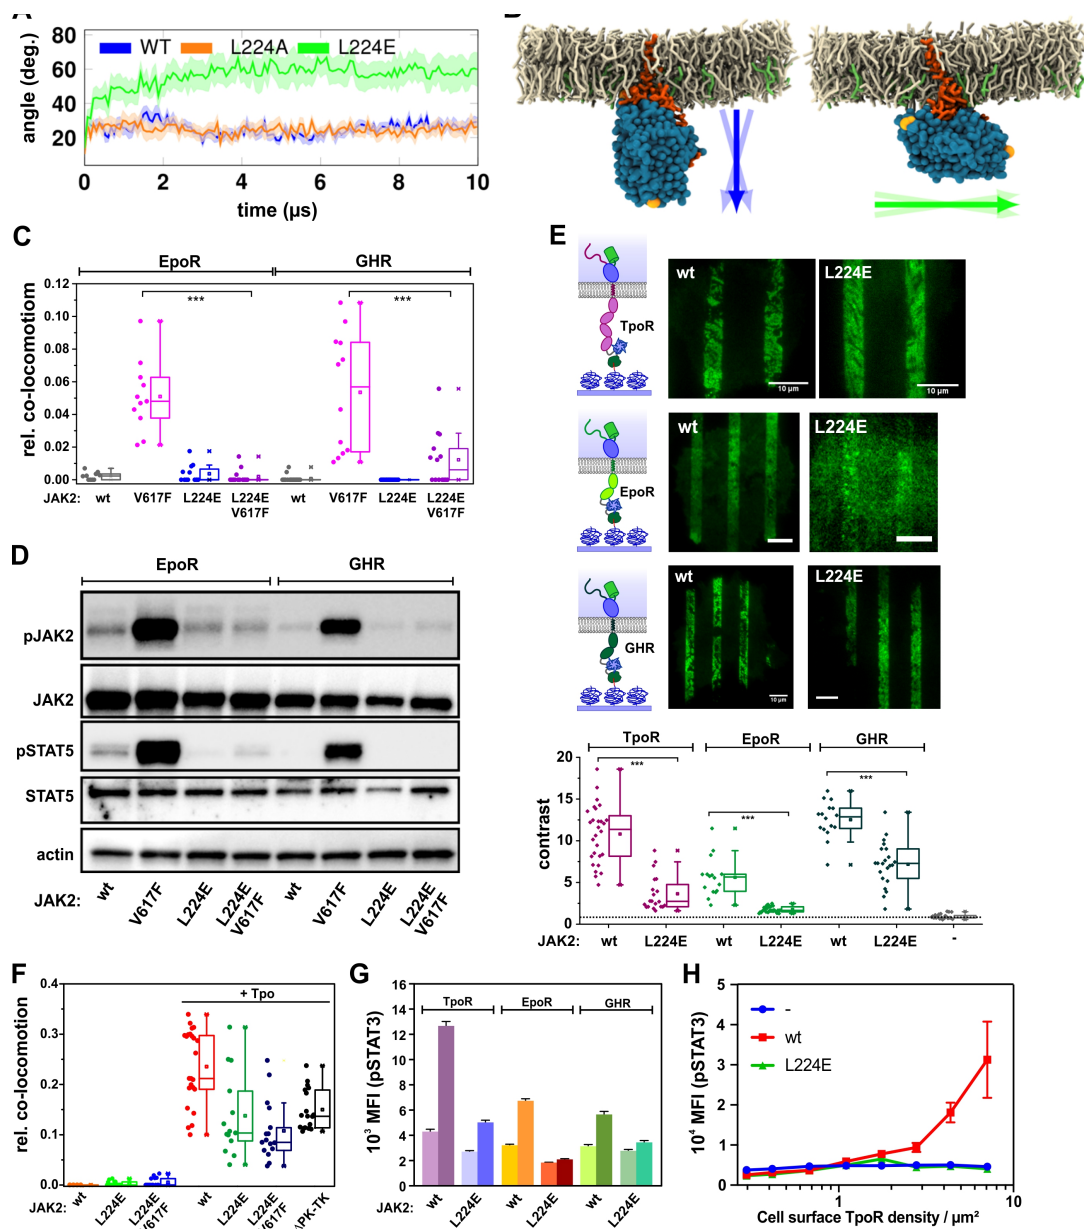 A
B
angle (deg.)
80
60
40
20
WT
L224A
L224E
0
2
4
6
8
10
time (µs)
C
EpoR
GHR
rel. co-locomotion
0.12
0.10
0.08
0.06
0.04
0.02
0.00
***
***
JAK2:
wt
V617F
L224E
L224E
V617F
wt
V617F
L224E
L224E
V617F
D
EpoR
GHR
pJAK2
JAK2
pSTAT5
STAT5
actin
JAK2:
wt
V617F
L224E
L224E
V617F
wt
V617F
L224E
L224E
V617F
E
TpoR
wt
10 µm
L224E
10 µm
EpoR
wt
L224E
GHR
wt
10 µm
L224E
TpoR
EpoR
GHR
contrast
20
15
10
5
0
***
***
***
JAK2:
wt
L224E
wt
L224E
wt
L224E
-
F
rel. co-locomotion
0.4
0.3
0.2
0.1
0.0
+ Tpo
JAK2:
wt
L224E
L224E
V617F
wt
L224E
L224E
V617F
ΔPK-TK
G
10³ MFI (pSTAT3)
16
14
12
10
8
6
4
2
0
TpoR
EpoR
GHR
JAK2:
wt
L224E
wt
L224E
wt
L224E
H
10⁴ MFI (pSTAT3)
5
4
3
2
1
0
-
wt
L224E
1
10
Cell surface TpoR density / µm²